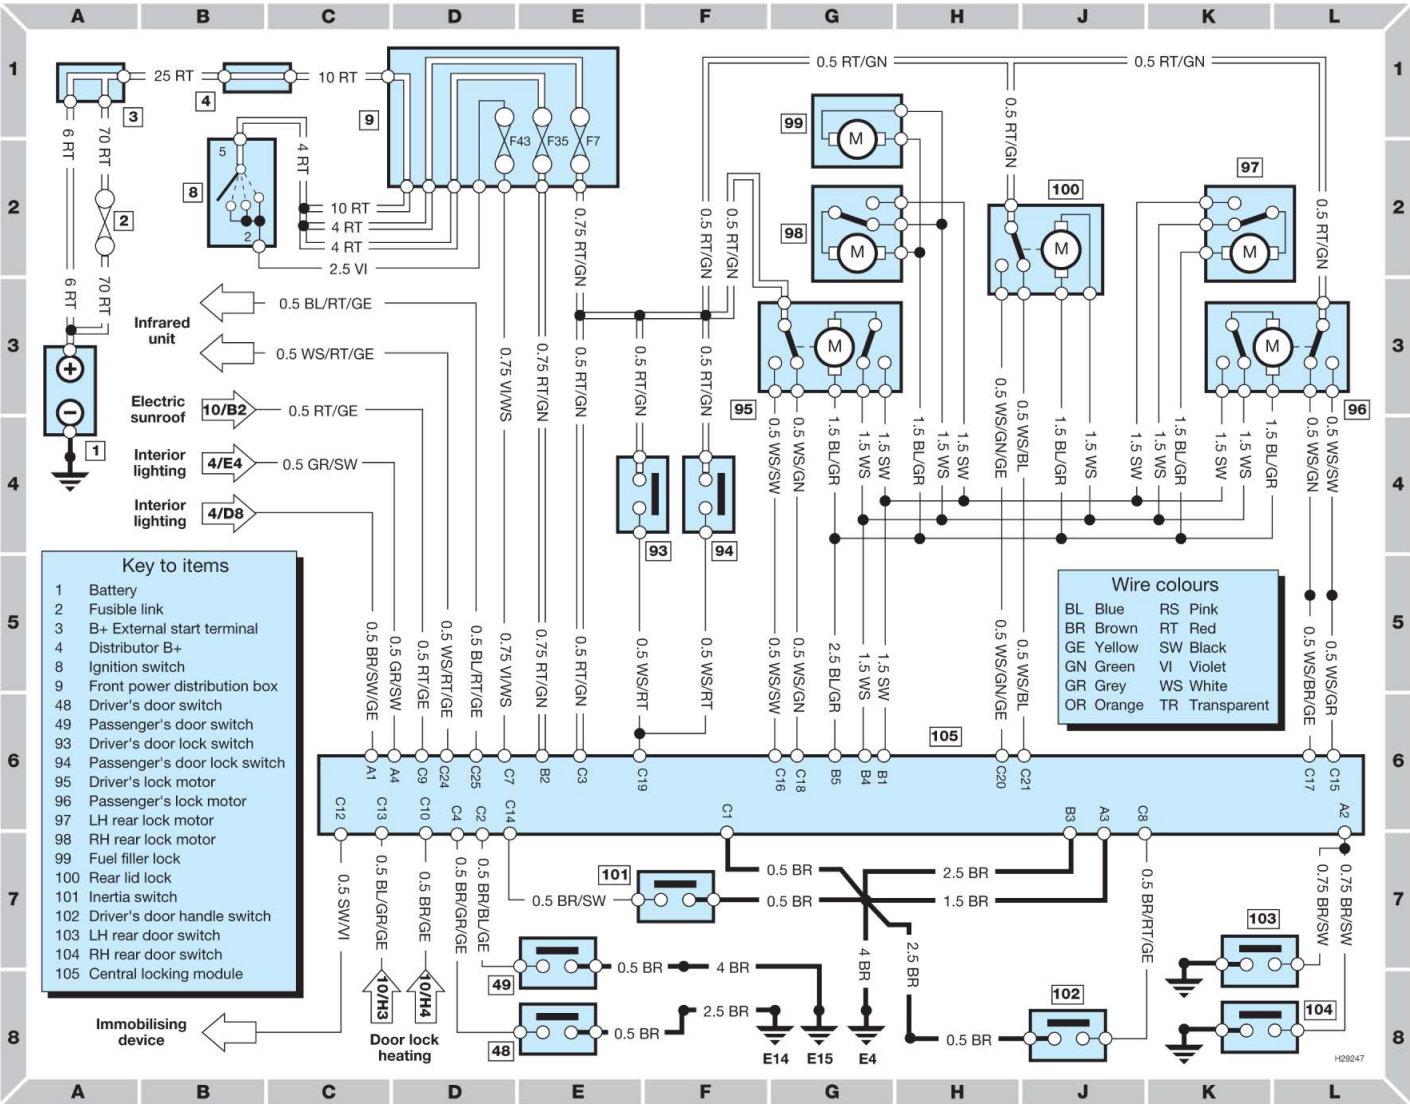 A B C D E F G H J K L
1 1
2 2
3 3
4 4
5 5
6 6
7 7
8 8
25 RT
10 RT
3
4
9
6 RT
70 RT
2
6 RT
70 RT
1
5
8
2
4 RT
10 RT
4 RT
4 RT
2.5 VI
F43
F35
F7
0.5 RT/GN
0.5 RT/GN
0.5 RT/GN
0.75 RT/GN
0.5 RT/GN
0.5 RT/GN
0.5 RT/GN
99
M
98
M
100
M
97
M
95
M
96
M
Infrared
unit
0.5 BL/RT/GE
0.5 WS/RT/GE
Electric
sunroof
10/B2
0.5 RT/GE
Interior
lighting
4/E4
0.5 GR/SW
Interior
lighting
4/D8
0.75 VI/WS
0.75 RT/GN
0.5 RT/GN
0.5 RT/GN
0.5 RT/GN
93
94
0.5 WS/SW
0.5 WS/GN
1.5 BL/GR
1.5 WS
1.5 SW
1.5 BL/GR
1.5 WS
1.5 SW
0.5 WS/GN/GE
0.5 WS/BL
1.5 BL/GR
1.5 WS
1.5 SW
1.5 WS
1.5 BL/GR
1.5 SW
1.5 WS
1.5 BL/GR
0.5 WS/GN
0.5 WS/SW
Key to items
1 Battery
2 Fusible link
3 B+ External start terminal
4 Distributor B+
8 Ignition switch
9 Front power distribution box
48 Driver's door switch
49 Passenger's door switch
93 Driver's door lock switch
94 Passenger's door lock switch
95 Driver's lock motor
96 Passenger's lock motor
97 LH rear lock motor
98 RH rear lock motor
99 Fuel filler lock
100 Rear lid lock
101 Inertia switch
102 Driver's door handle switch
103 LH rear door switch
104 RH rear door switch
105 Central locking module
Wire colours
BL Blue RS Pink
BR Brown RT Red
GE Yellow SW Black
GN Green VI Violet
GR Grey WS White
OR Orange TR Transparent
0.5 BR/SW/GE
0.5 GR/SW
0.5 RT/GE
0.5 WS/RT/GE
0.5 BL/RT/GE
0.75 VI/WS
0.75 RT/GN
0.5 RT/GN
0.5 WS/RT
0.5 WS/RT
0.5 WS/SW
0.5 WS/GN
2.5 BL/GR
1.5 WS
1.5 SW
0.5 WS/GN/GE
0.5 WS/BL
0.5 WS/BR/GE
0.5 WS/GR
105
A1 A4 C9 C24 C25 C7 B2 C3 C19 C16 C18 B5 B4 B1 C20 C21 C17 C15
C12 C13 C10 C4 C2 C14 C1 B3 A3 C8 A2
0.5 SW/VI
0.5 BL/GR/GE
0.5 BR/GE
0.5 BR/GR/GE
0.5 BR/BL/GE
0.5 BR/SW
101
0.5 BR
0.5 BR
2.5 BR
1.5 BR
0.5 BR/RT/GE
0.75 BR/SW
0.75 BR/SW
103
104
49
0.5 BR
4 BR
48
0.5 BR
2.5 BR
4 BR
2.5 BR
0.5 BR
102
E14
E15
E4
10/H3
10/H4
Door lock
heating
Immobilising
device
H29247
A B C D E F G H J K L